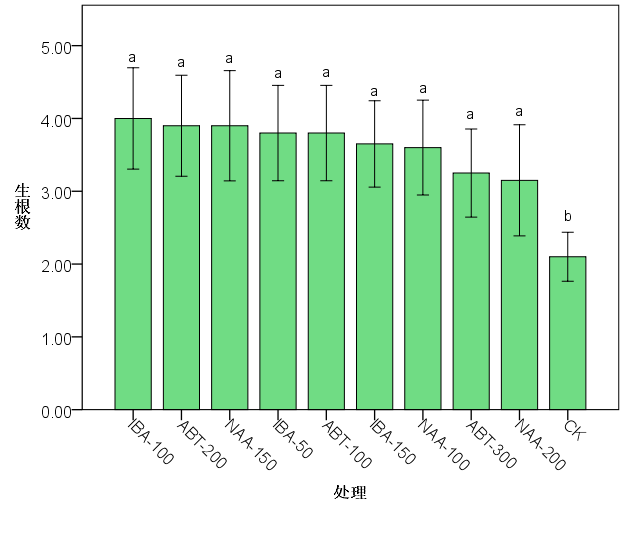 生根数
5.00
4.00
3.00
2.00
1.00
0.00
a a a a a a a a a b
IBA-100 ABT-200 NAA-150 IBA-50 ABT-100 IBA-150 NAA-100 ABT-300 NAA-200 CK
处理